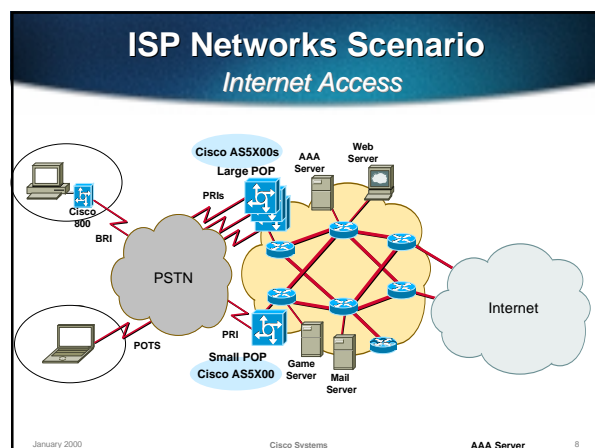 ISP Networks Scenario
Internet Access
Cisco AS5X00s
Large POP
AAA
Server
Web
Server
PRIs
Cisco
800
BRI
PSTN
Internet
POTS
PRI
Small POP
Cisco AS5X00
Game
Server
Mail
Server
January 2000
Cisco Systems
AAA Server
8